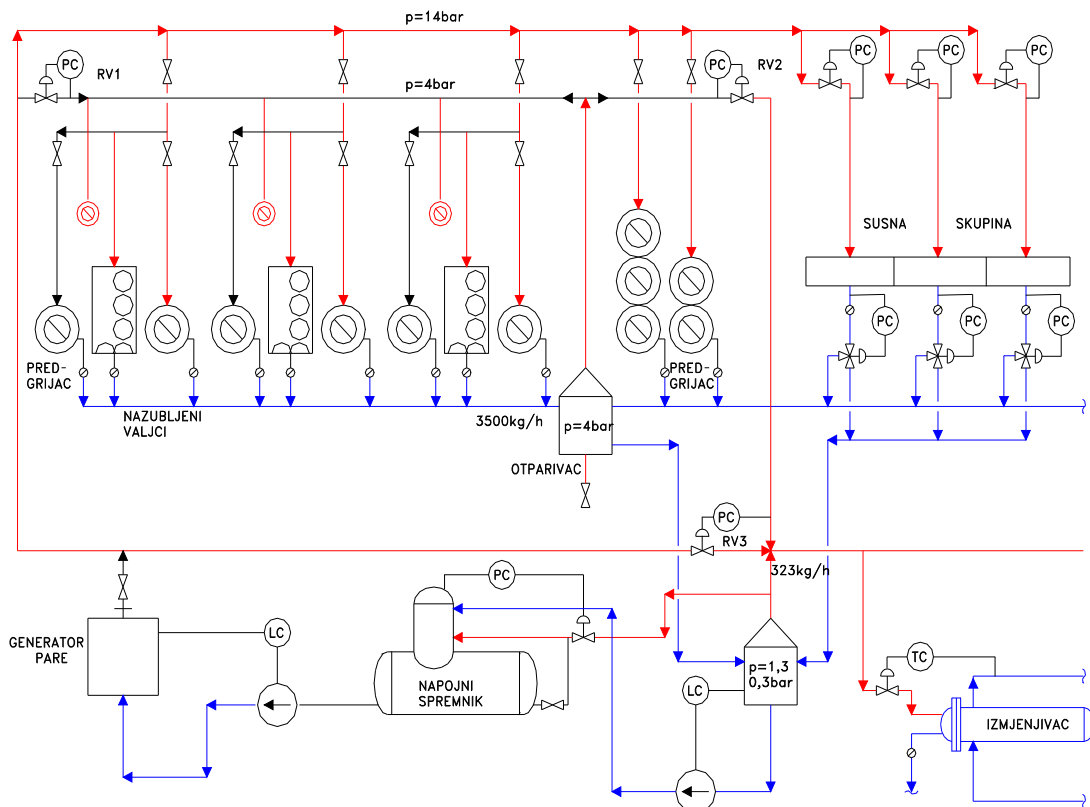 p=14bar
PC
RV1
p=4bar
PC
RV2
PC
PC
PC
SUSNA
SKUPINA
PC
PC
PC
PRED-
GRIJAC
PRED-
GRIJAC
NAZUBLJENI
VALJCI
3500kg/h
p=4bar
OTPARIVAC
PC
RV3
323kg/h
PC
GENERATOR
PARE
LC
NAPOJNI
SPREMNIK
LC
p=1,3
0,3bar
TC
IZMJENJIVAC